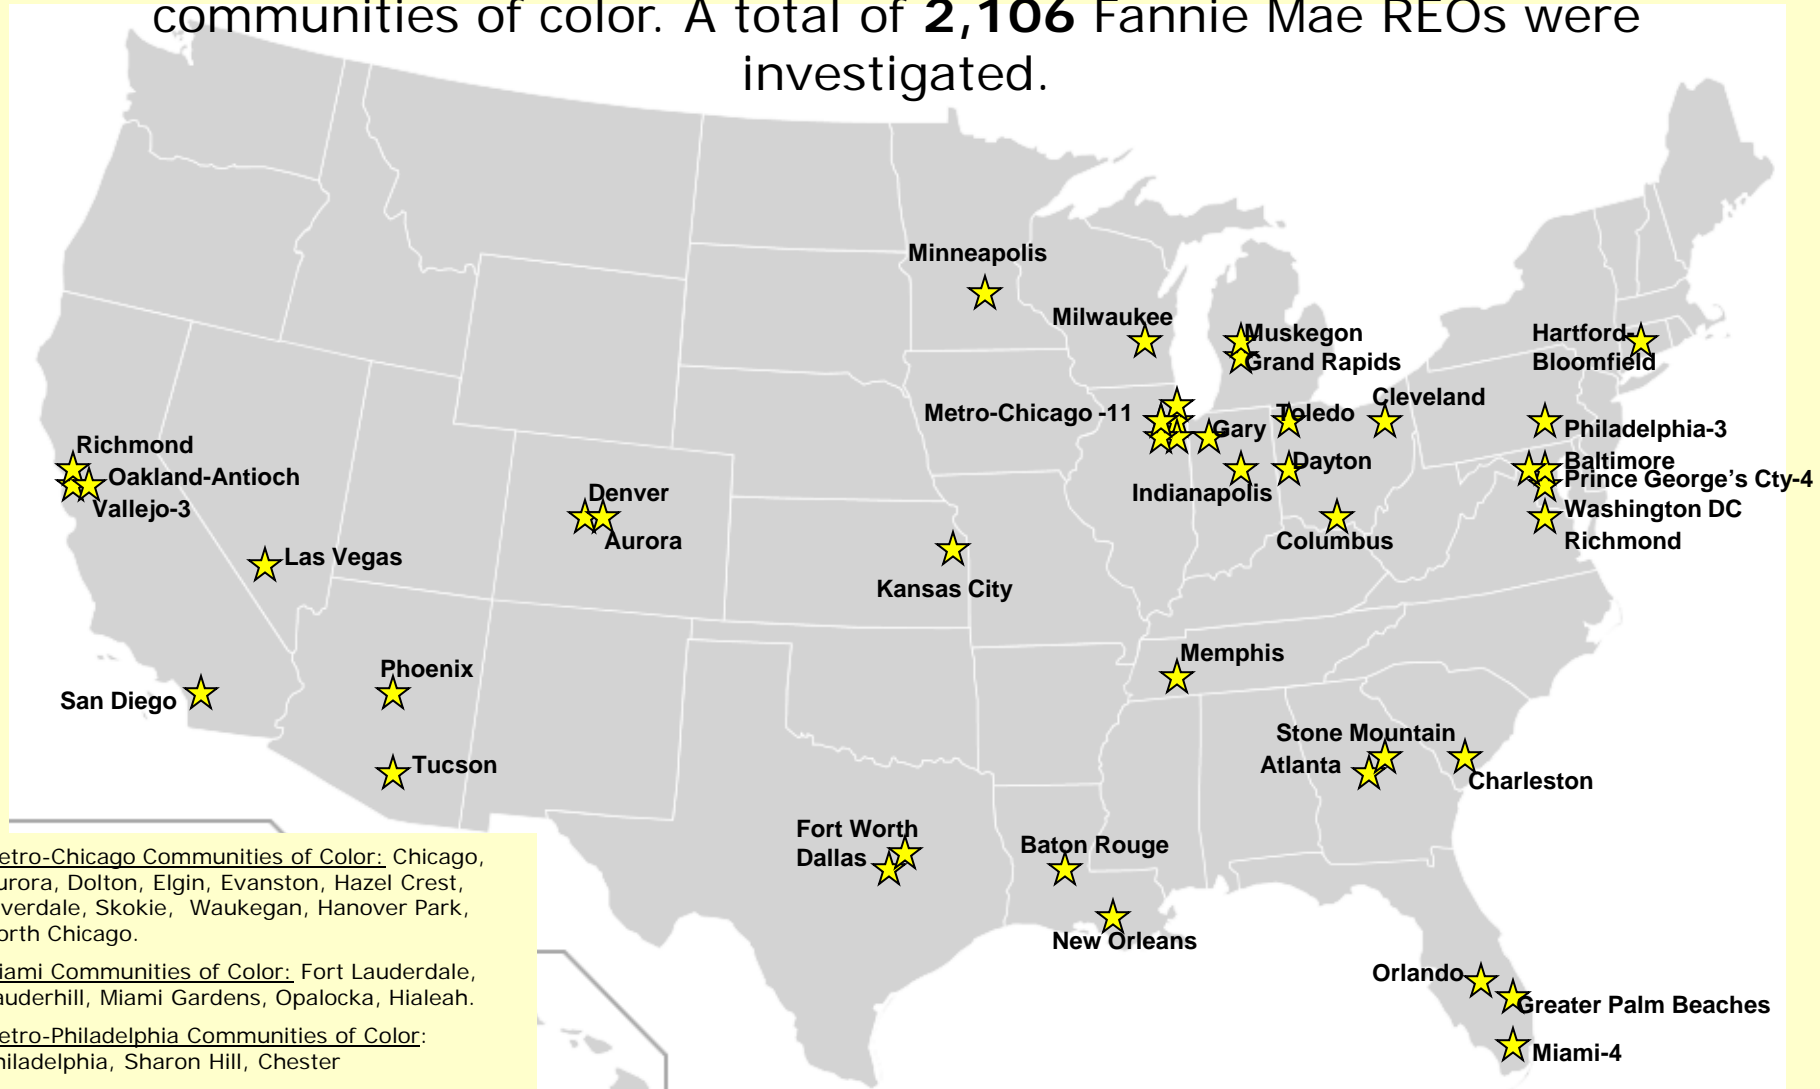 communities of color. A total of 2,106 Fannie Mae REOs were
investigated.
Minneapolis
Milwaukee
Muskegon
Grand Rapids
Hartford-
Bloomfield
Metro-Chicago -11
Gary
Toledo
Cleveland
Philadelphia-3
Richmond
Oakland-Antioch
Vallejo-3
Indianapolis
Dayton
Baltimore
Prince George’s Cty-4
Washington DC
Richmond
Denver
Aurora
Columbus
Las Vegas
Kansas City
Memphis
Phoenix
San Diego
Tucson
Stone Mountain
Atlanta
Charleston
Fort Worth
Dallas
Baton Rouge
New Orleans
Orlando
Greater Palm Beaches
Miami-4
etro-Chicago Communities of Color: Chicago,
urora, Dolton, Elgin, Evanston, Hazel Crest,
verdale, Skokie, Waukegan, Hanover Park,
orth Chicago.
iami Communities of Color: Fort Lauderdale,
auderhill, Miami Gardens, Opalocka, Hialeah.
etro-Philadelphia Communities of Color:
hiladelphia, Sharon Hill, Chester